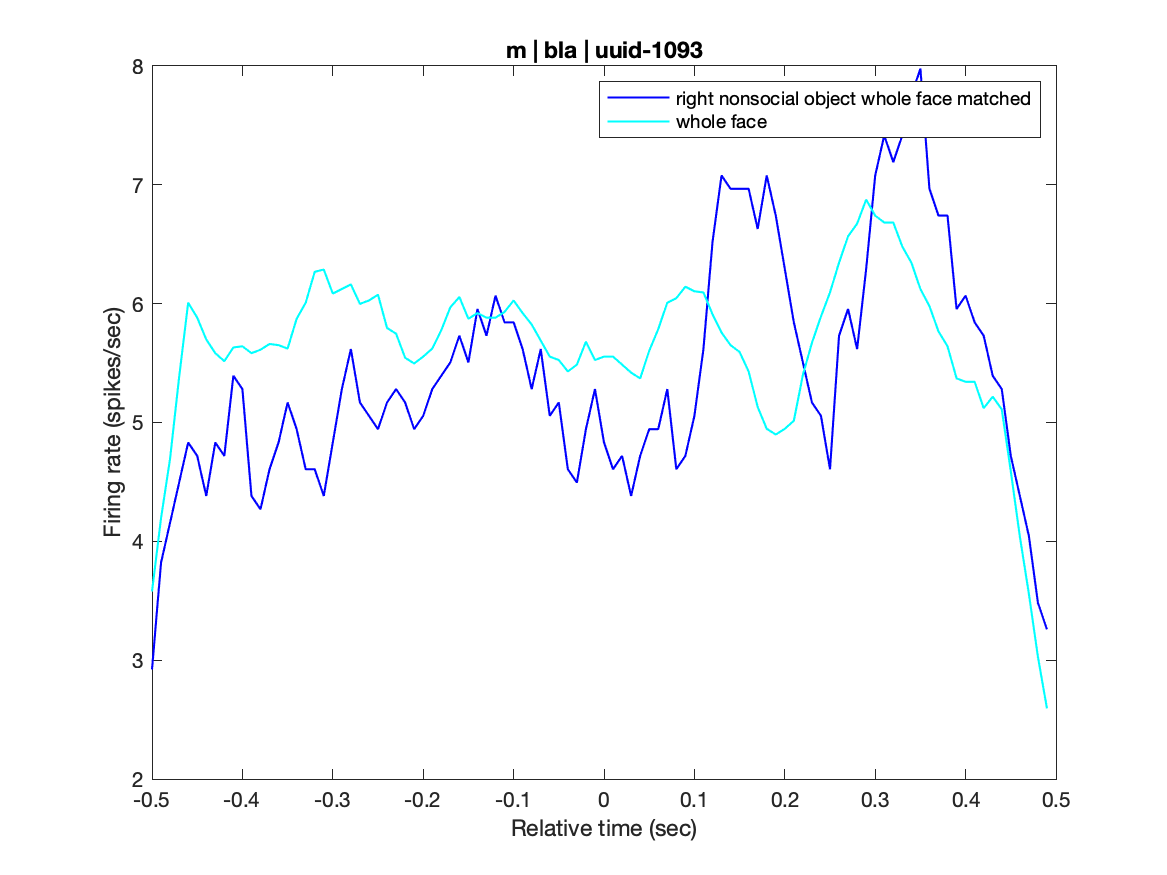 m | bla | uuid-1093
right nonsocial object whole face matched
whole face
Firing rate (spikes/sec)
8
7
6
5
4
3
2
-0.5 -0.4 -0.3 -0.2 -0.1 0 0.1 0.2 0.3 0.4 0.5
Relative time (sec)